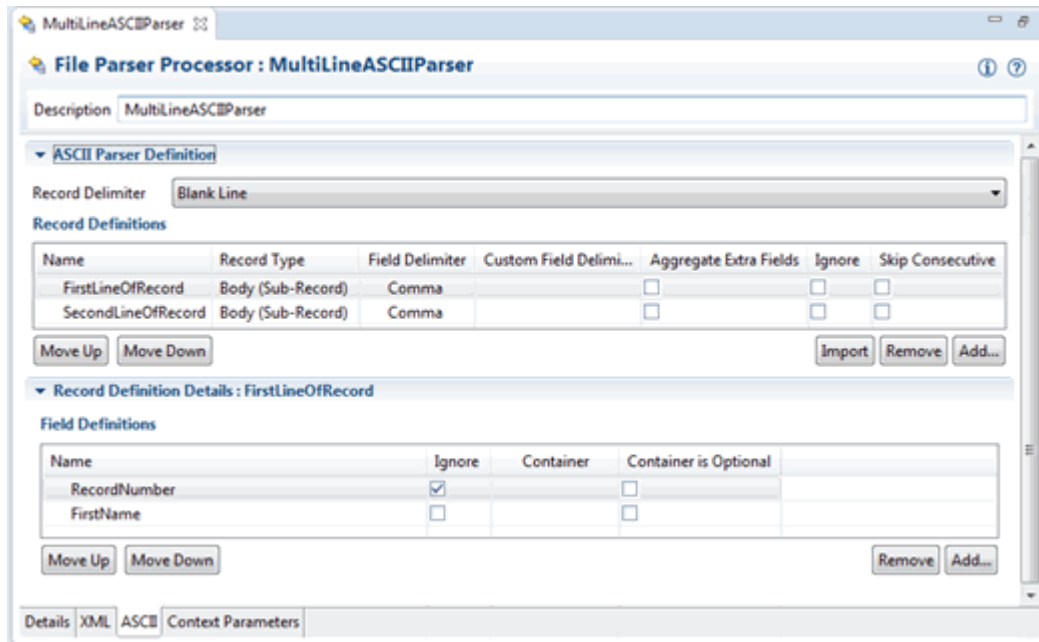 MultiLineASCIIParser
File Parser Processor : MultiLineASCIIParser
Description MultiLineASCIIParser
ASCII Parser Definition
Record Delimiter Blank Line
Record Definitions
Name Record Type Field Delimiter Custom Field Delimi... Aggregate Extra Fields Ignore Skip Consecutive
FirstLineOfRecord Body (Sub-Record) Comma
SecondLineOfRecord Body (Sub-Record) Comma
Move Up Move Down Import Remove Add...
Record Definition Details : FirstLineOfRecord
Field Definitions
Name Ignore Container Container is Optional
RecordNumber
FirstName
Move Up Move Down Remove Add...
Details XML ASCII Context Parameters